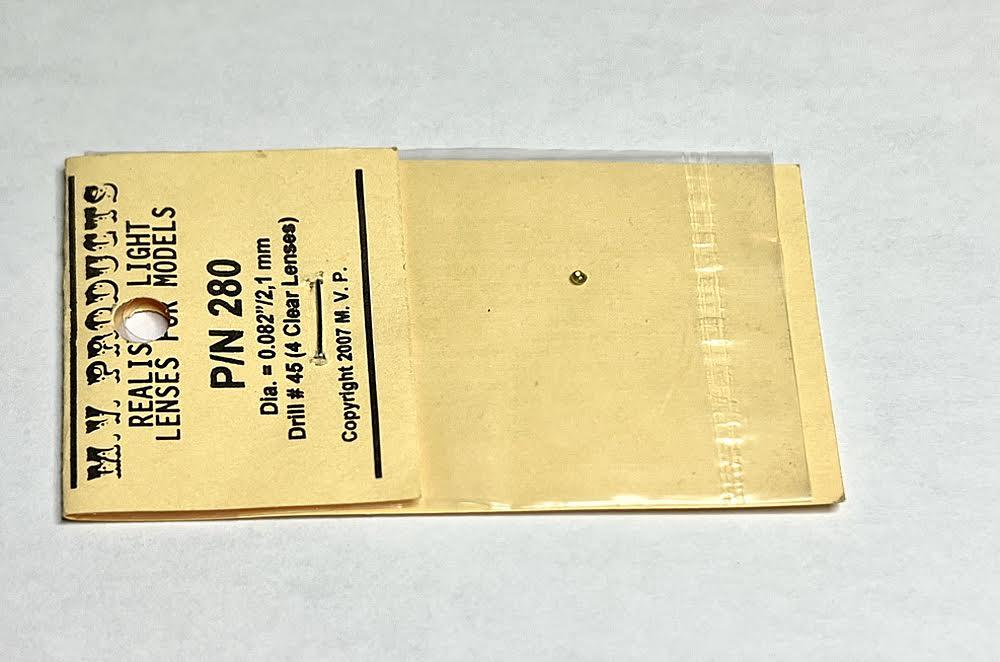 M.V. PRODUCTS
REALIS LIGHT
LENSES FOR MODELS
P/N 280
Dia. = 0.082”/2,1 mm
Drill # 45 (4 Clear Lenses)
Copyright 2007 M. V. P.